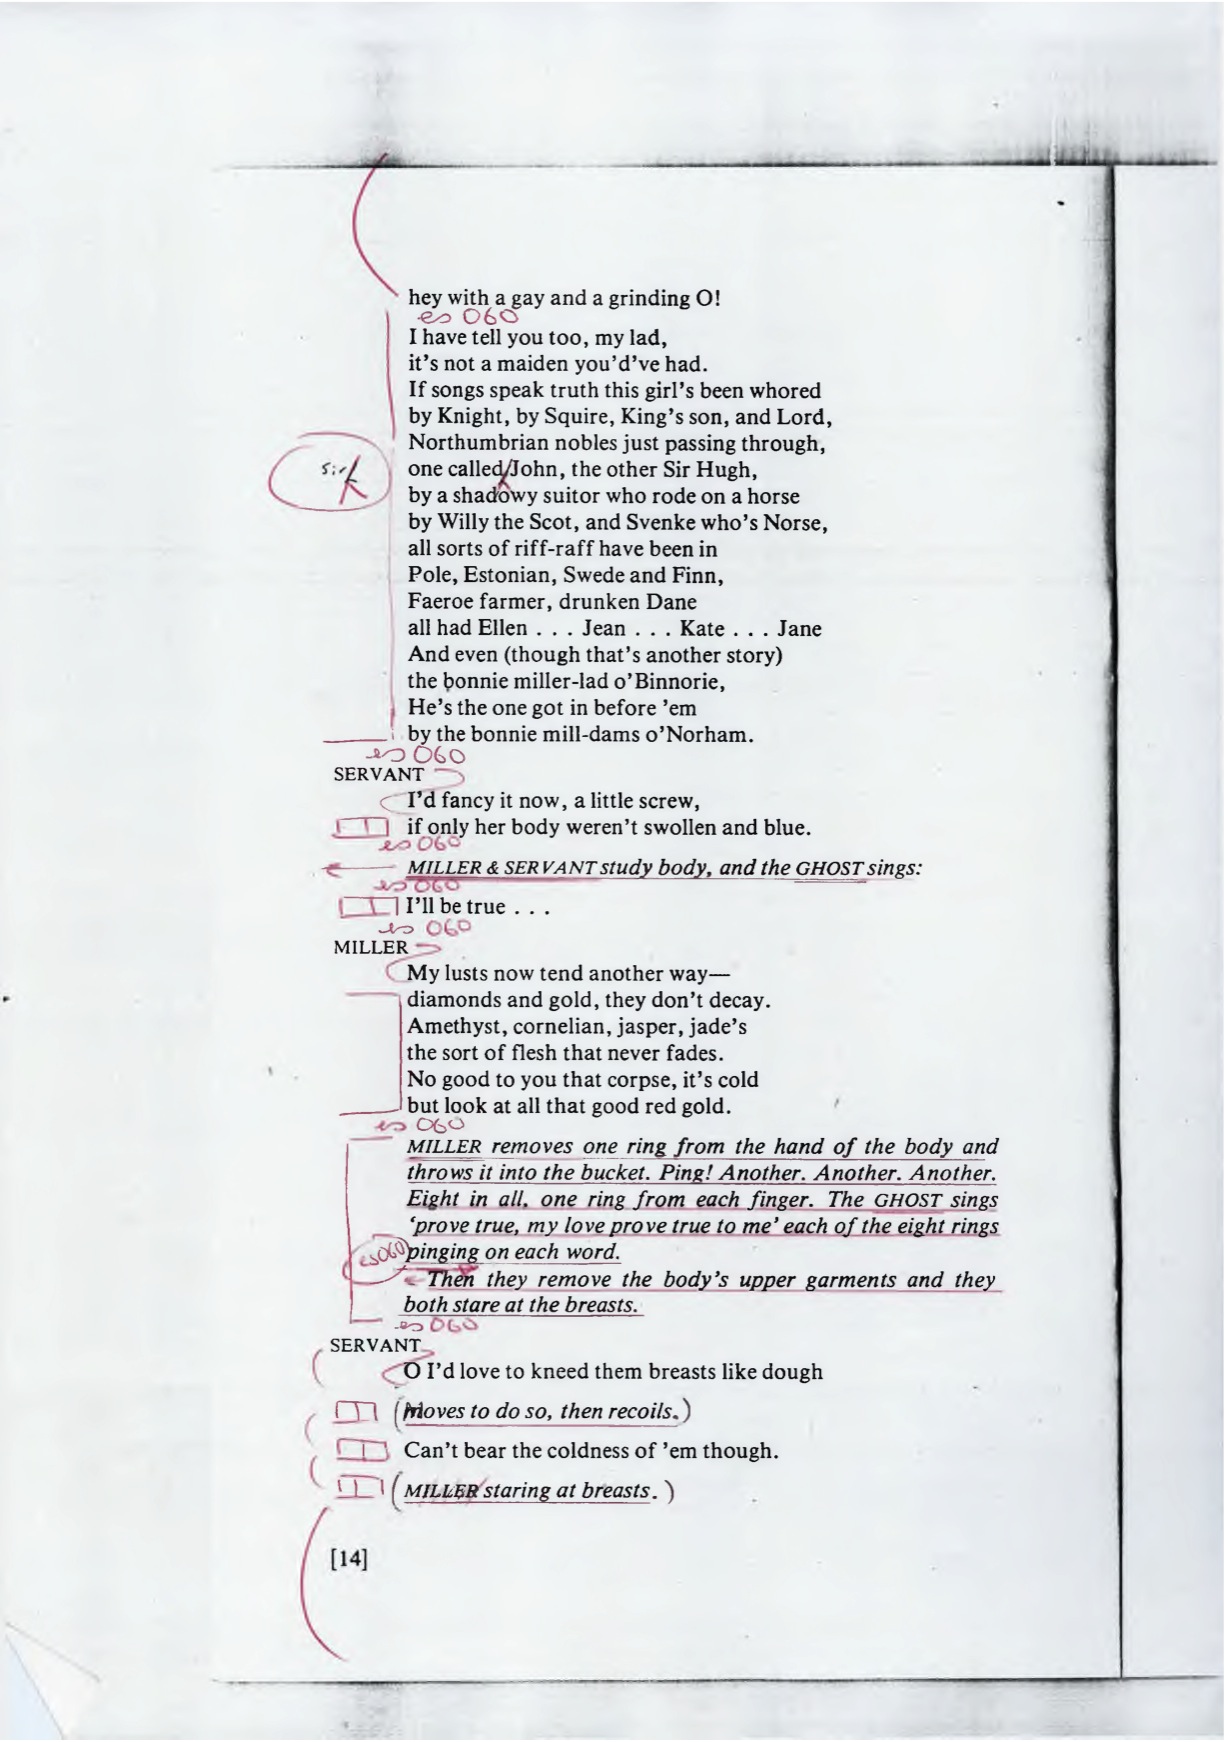 hey with a gay and a grinding O!
es 060
I have tell you too, my lad,
it's not a maiden you'd've had.
If songs speak truth this girl's been whored
by Knight, by Squire, King's son, and Lord,
Northumbrian nobles just passing through,
sir
one called John, the other Sir Hugh,
by a shadowy suitor who rode on a horse
by Willy the Scot, and Svenke who's Norse,
all sorts of riff-raff have been in
Pole, Estonian, Swede and Finn,
Faeroe farmer, drunken Dane
all had Ellen . . . Jean . . . Kate . . . Jane
And even (though that's another story)
the bonnie miller-lad o'Binnorie,
He's the one got in before 'em
by the bonnie mill-dams o'Norham.
es 060
SERVANT
I'd fancy it now, a little screw,
if only her body weren't swollen and blue.
es 060
MILLER & SERVANT study body, and the GHOST sings:
es 060
I'll be true . . .
es 060
MILLER
My lusts now tend another way—
diamonds and gold, they don't decay.
Amethyst, cornelian, jasper, jade's
the sort of flesh that never fades.
No good to you that corpse, it's cold
but look at all that good red gold.
es 060
MILLER removes one ring from the hand of the body and
throws it into the bucket. Ping! Another. Another. Another.
Eight in all, one ring from each finger. The GHOST sings
'prove true, my love prove true to me' each of the eight rings
es 060 pinging on each word.
Then they remove the body's upper garments and they
both stare at the breasts.
es 060
SERVANT
O I'd love to kneed them breasts like dough
(Moves to do so, then recoils.)
Can't bear the coldness of 'em though.
(MILLER staring at breasts.)
[14]